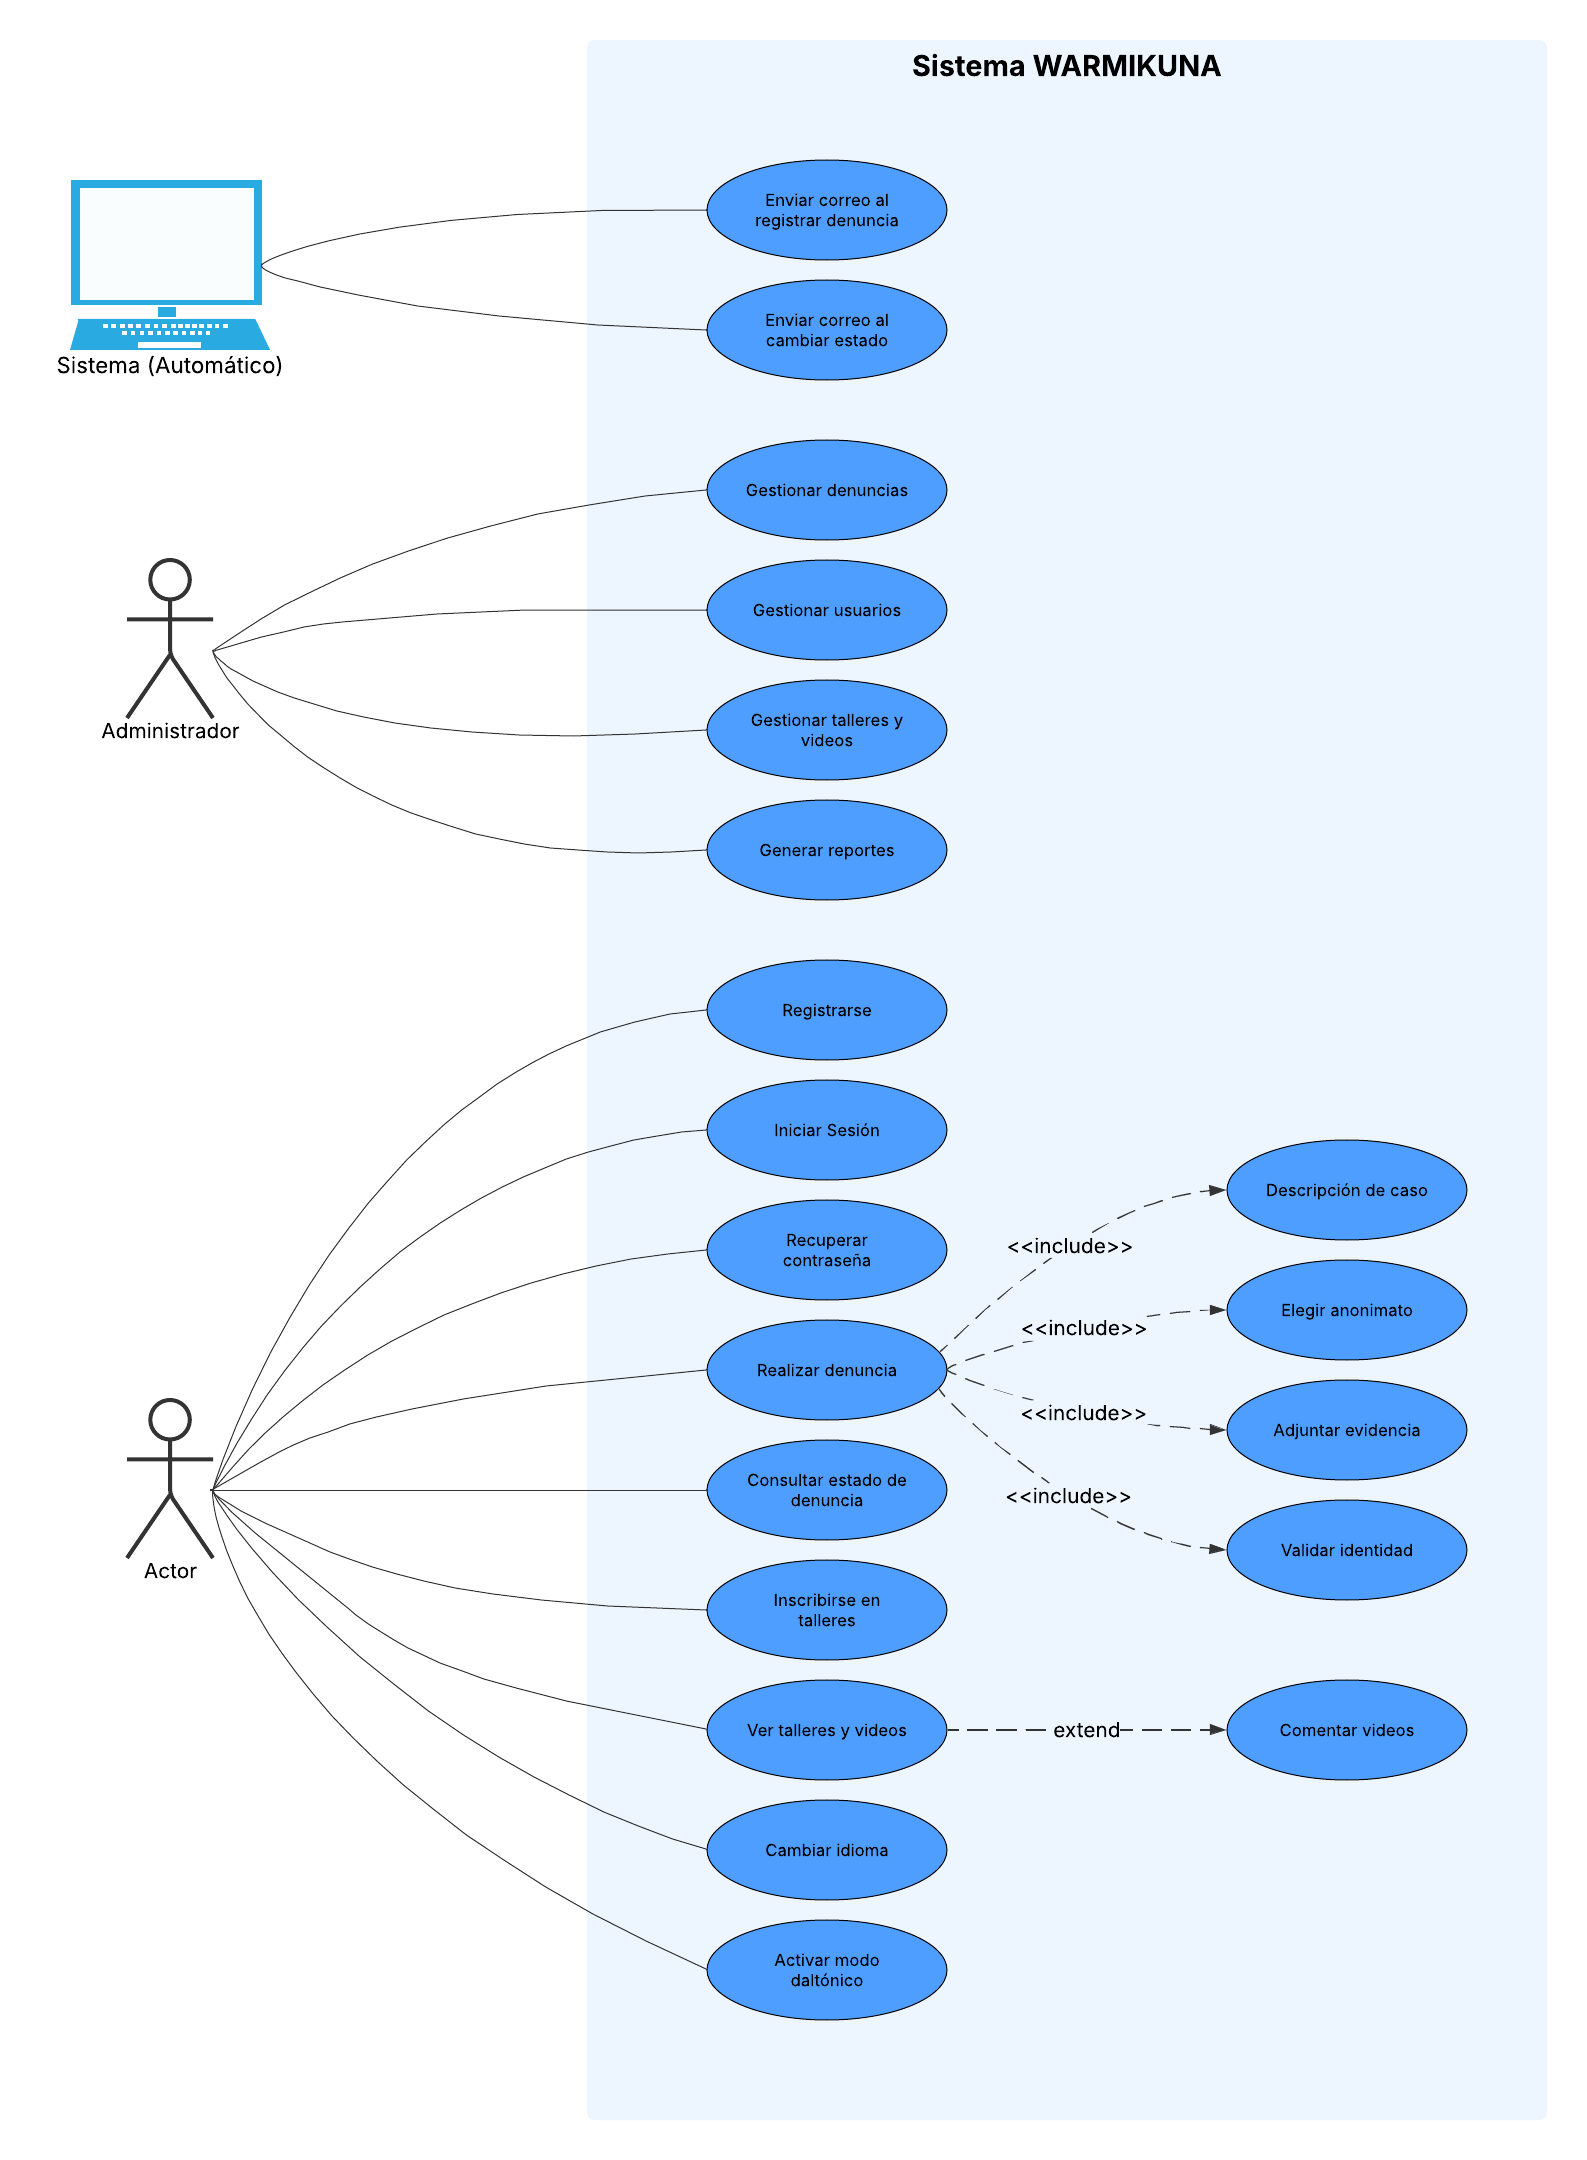 Sistema WARMIKUNA
Enviar correo al
registrar denuncia
Enviar correo al
cambiar estado
Sistema (Automático)
Gestionar denuncias
Gestionar usuarios
Gestionar talleres y
videos
Generar reportes
Administrador
Registrarse
Iniciar Sesión
Recuperar
contraseña
Realizar denuncia
Consultar estado de
denuncia
Inscribirse en
talleres
Ver talleres y videos
Cambiar idioma
Activar modo
daltónico
Actor
<<include>>
Descripción de caso
<<include>>
Elegir anonimato
<<include>>
Adjuntar evidencia
<<include>>
Validar identidad
extend
Comentar videos